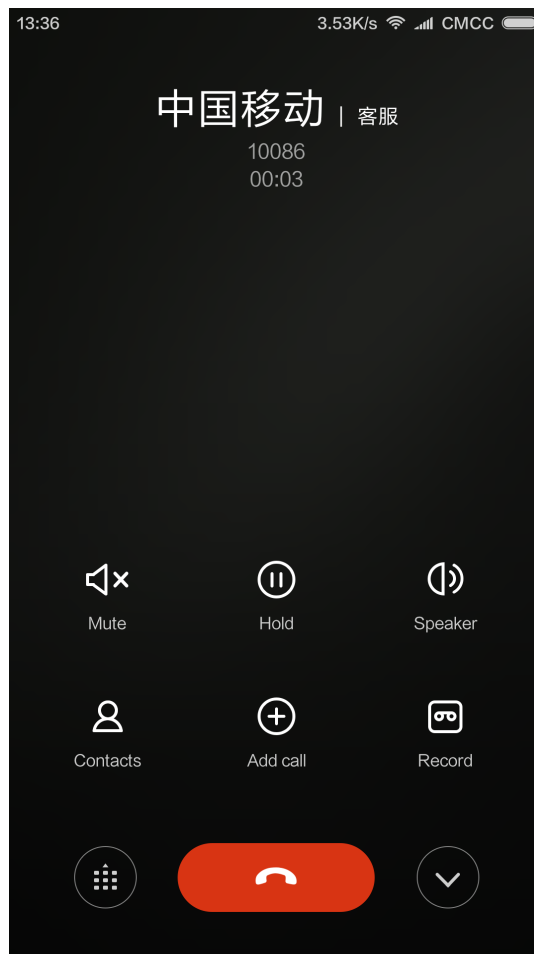 13:36 3.53K/s CMCC
中国移动 | 客服
10086
00:03
Mute Hold Speaker
Contacts Add call Record